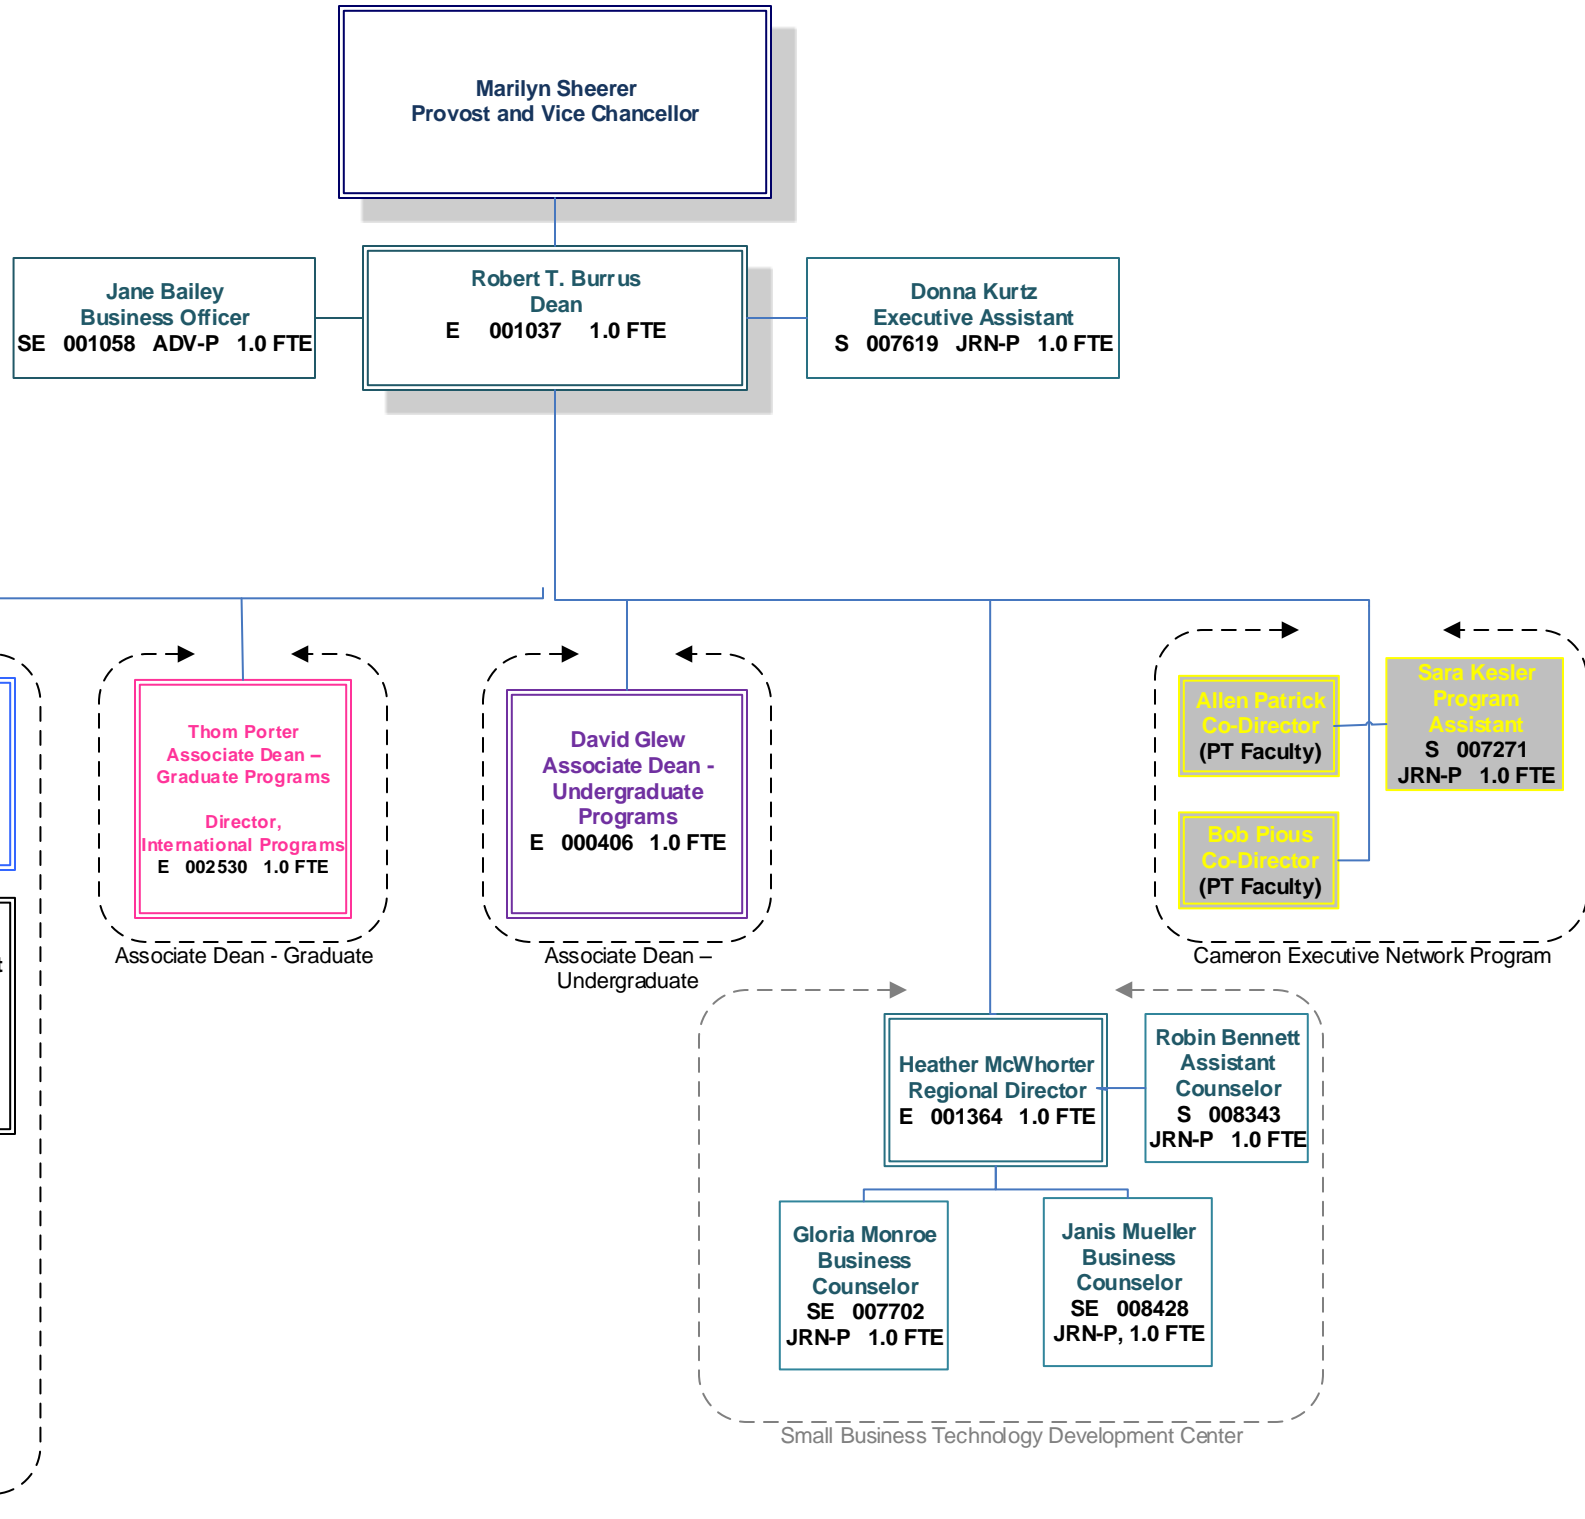 Marilyn Sheerer
Provost and Vice Chancellor
Jane Bailey
Business Officer
SE 001058 ADV-P 1.0 FTE
Robert T. Burrus
Dean
E 001037 1.0 FTE
Donna Kurtz
Executive Assistant
S 007619 JRN-P 1.0 FTE
Thom Porter
Associate Dean –
Graduate Programs
Director,
International Programs
E 002530 1.0 FTE
Associate Dean - Graduate
David Glew
Associate Dean -
Undergraduate
Programs
E 000406 1.0 FTE
Associate Dean –
Undergraduate
Allen Patrick
Co-Director
(PT Faculty)
Sara Kesler
Program
Assistant
S 007271
JRN-P 1.0 FTE
Bob Pious
Co-Director
(PT Faculty)
Cameron Executive Network Program
Heather McWhorter
Regional Director
E 001364 1.0 FTE
Robin Bennett
Assistant
Counselor
S 008343
JRN-P 1.0 FTE
Gloria Monroe
Business
Counselor
SE 007702
JRN-P 1.0 FTE
Janis Mueller
Business
Counselor
SE 008428
JRN-P, 1.0 FTE
Small Business Technology Development Center